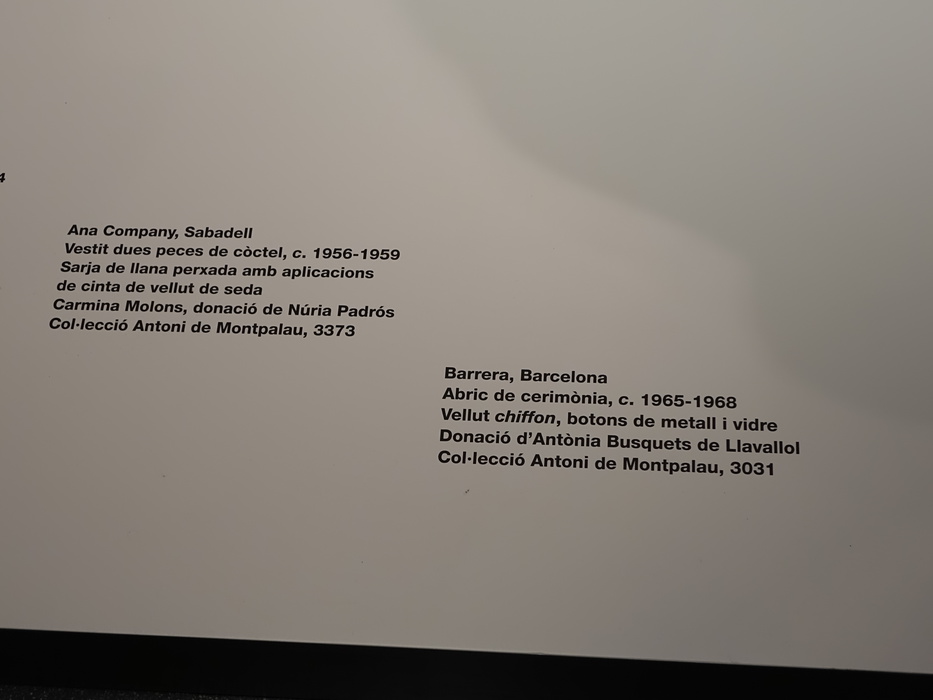 4
Ana Company, Sabadell
Vestit dues peces de còctel, c. 1956-1959
Sarja de llana perxada amb aplicacions
de cinta de vellut de seda
Carmina Molons, donació de Núria Padrós
Col·lecció Antoni de Montpalau, 3373
Barrera, Barcelona
Abric de cerimònia, c. 1965-1968
Vellut chiffon, botons de metall i vidre
Donació d’Antònia Busquets de Llavallol
Col·lecció Antoni de Montpalau, 3031